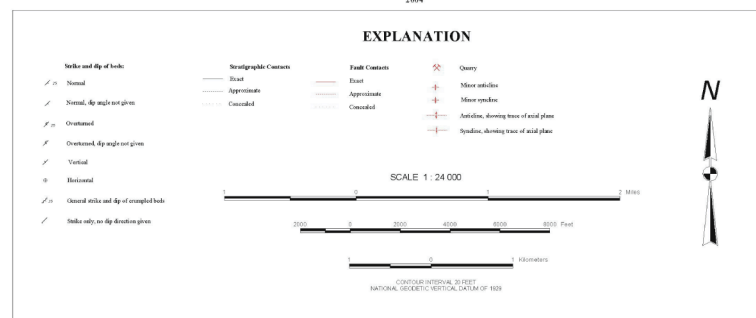 2004
EXPLANATION
Strike and dip of beds:
25 Normal
Normal, dip angle not given
25 Overturned
Overturned, dip angle not given
Vertical
Horizontal
25 General strike and dip of crumpled beds
Strike only, no dip direction given
Stratigraphic Contacts
Exact
Approximate
Concealed
Fault Contacts
Exact
Approximate
Concealed
Quarry
Minor anticline
Minor syncline
Anticline, showing trace of axial plane
Syncline, showing trace of axial plane
N
SCALE 1 : 24 000
1 0 1 2 Miles
2000 0 2000 4000 6000 8000 Feet
1 0 1 Kilometers
CONTOUR INTERVAL 20 FEET
NATIONAL GEODETIC VERTICAL DATUM OF 1929